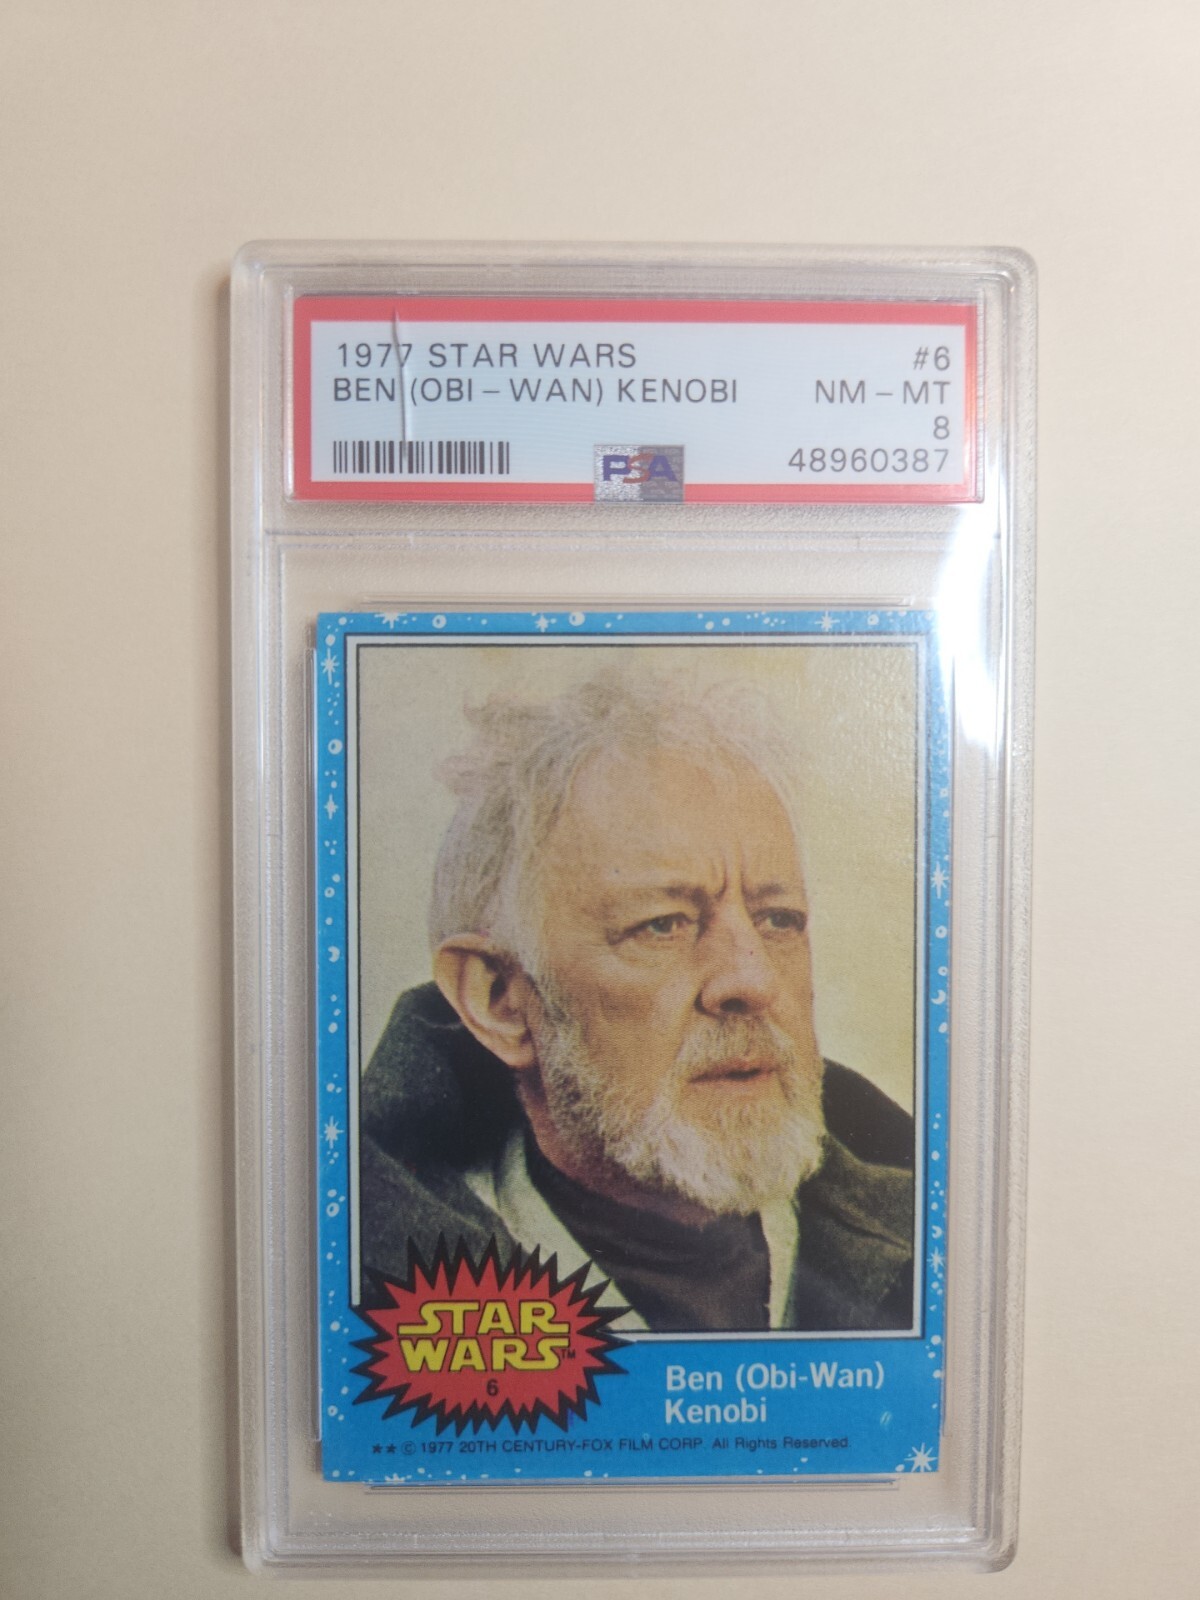 1977 STAR WARS #6
BEN (OBI-WAN) KENOBI NM-MT
8
PSA 48960387
STAR
WARS™
6
Ben (Obi-Wan)
Kenobi
★★ © 1977 20TH CENTURY-FOX FILM CORP. All Rights Reserved.